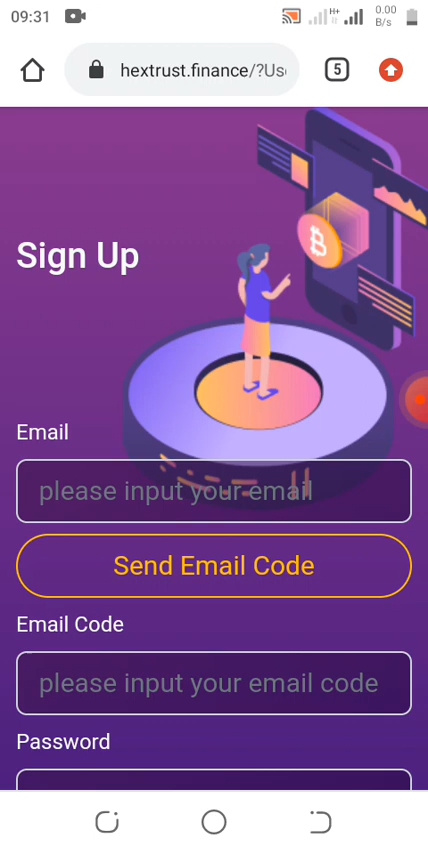 09:31
H+
0.00
B/s
hextrust.finance/?Us
5
Sign Up
Email
please input your email
Send Email Code
Email Code
please input your email code
Password